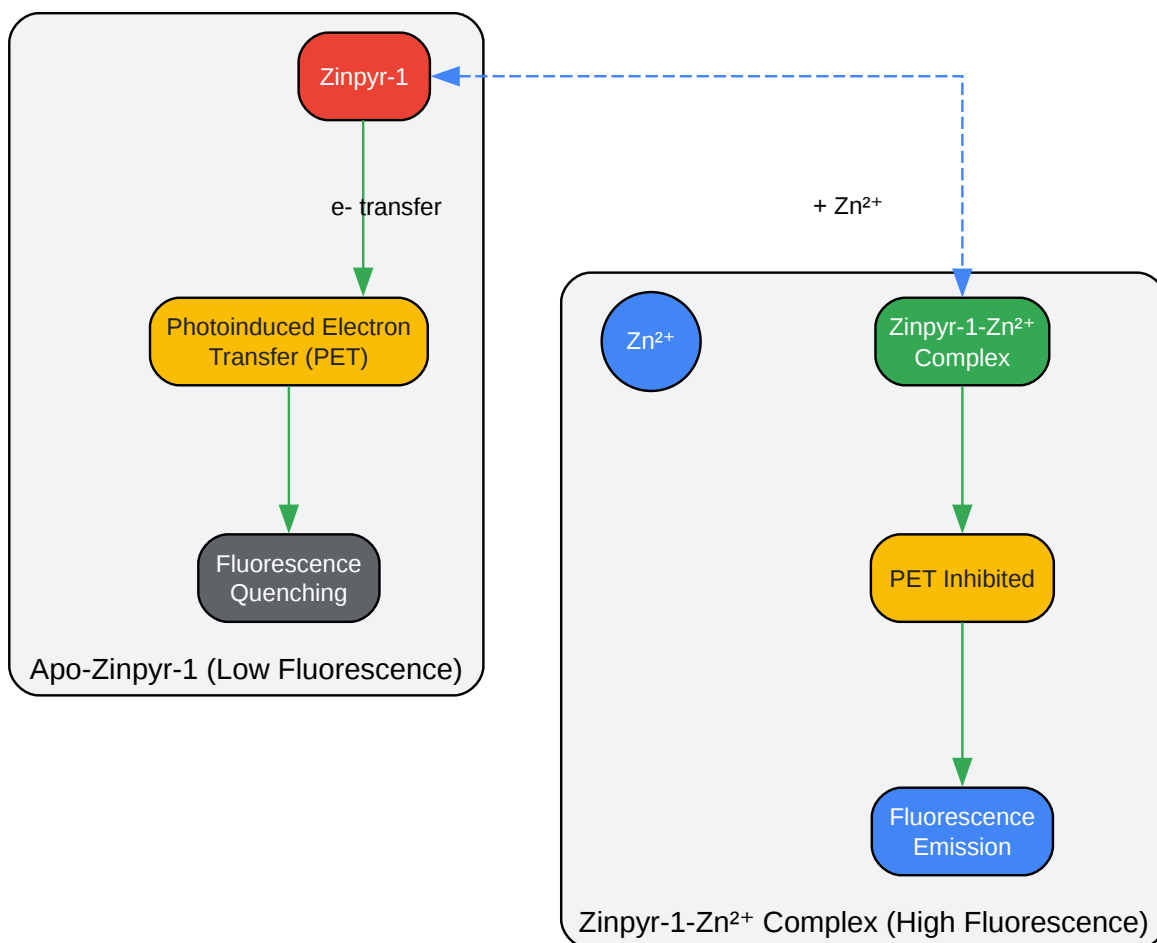 Zinpyr-1
e- transfer
+ Zn²⁺
Photoinduced Electron
Transfer (PET)
Zn²⁺
Zinpyr-1-Zn²⁺
Complex
Fluorescence
Quenching
PET Inhibited
Apo-Zinpyr-1 (Low Fluorescence)
Fluorescence
Emission
Zinpyr-1-Zn²⁺ Complex (High Fluorescence)